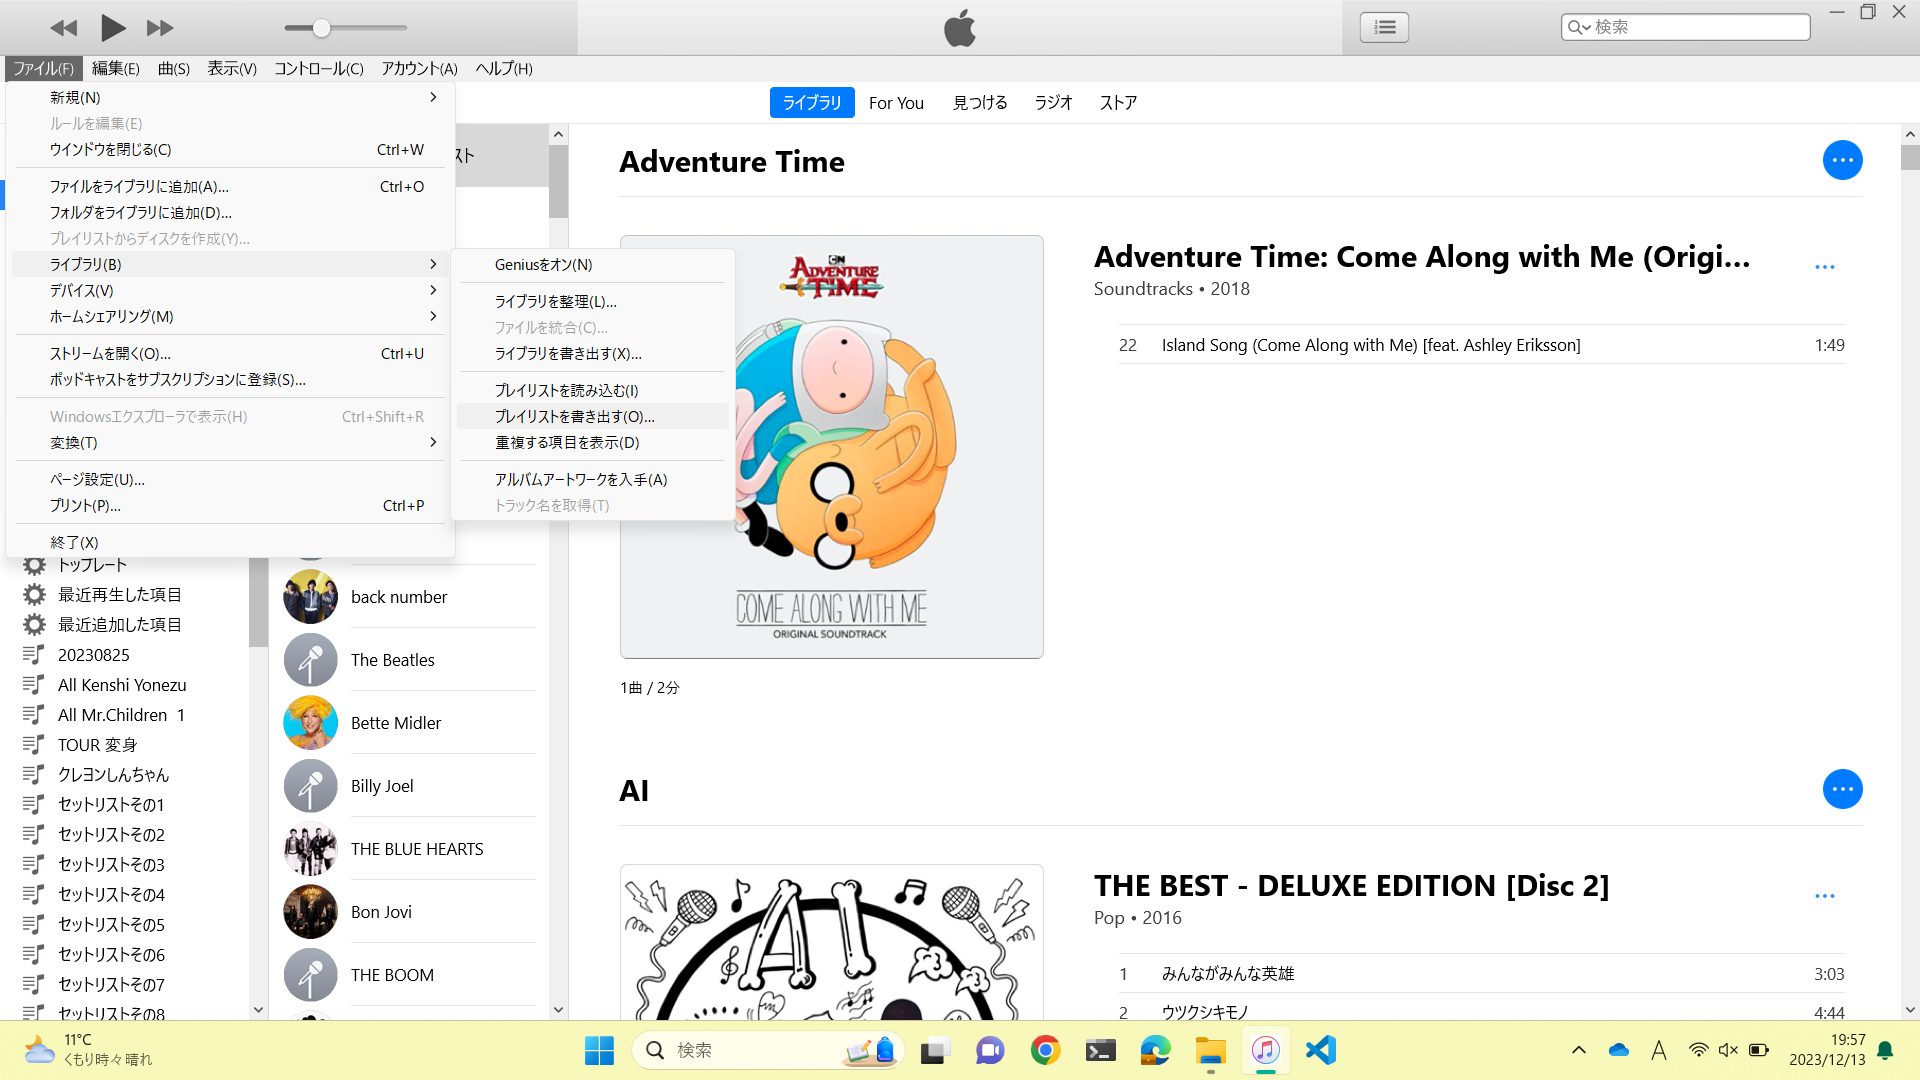 検索
ファイル(F) 編集(E) 曲(S) 表示(V) コントロール(C) アカウント(A) ヘルプ(H)
ライブラリ For You 見つける ラジオ ストア
新規(N)
ルールを編集(E)
ウインドウを閉じる(C) Ctrl+W
ファイルをライブラリに追加(A)... Ctrl+O
フォルダをライブラリに追加(D)...
プレイリストからディスクを作成(Y)...
ライブラリ(B)
デバイス(V)
ホームシェアリング(M)
ストリームを開く(O)... Ctrl+U
ポッドキャストをサブスクリプションに登録(S)...
Windowsエクスプローラで表示(H) Ctrl+Shift+R
変換(T)
ページ設定(U)...
プリント(P)... Ctrl+P
終了(X)
Geniusをオン(N)
ライブラリを整理(L)...
ファイルを統合(C)...
ライブラリを書き出す(X)...
プレイリストを読み込む(I)
プレイリストを書き出す(O)...
重複する項目を表示(D)
アルバムアートワークを入手(A)
トラック名を取得(T)
スト
トップレート
最近再生した項目
最近追加した項目
20230825
All Kenshi Yonezu
All Mr.Children 1
TOUR 変身
クレヨンしんちゃん
セットリストその1
セットリストその2
セットリストその3
セットリストその4
セットリストその5
セットリストその6
セットリストその7
セットリストその8
back number
The Beatles
Bette Midler
Billy Joel
THE BLUE HEARTS
Bon Jovi
THE BOOM
Adventure Time
CN
ADVENTURE
TIME
COME ALONG WITH ME
ORIGINAL SOUNDTRACK
1曲 / 2分
Adventure Time: Come Along with Me (Origi...
Soundtracks • 2018
22 Island Song (Come Along with Me) [feat. Ashley Eriksson] 1:49
AI
AI
THE BEST - DELUXE EDITION [Disc 2]
Pop • 2016
1 みんながみんな英雄 3:03
2 ウツクシキモノ 4:44
11°C
くもり時々晴れ
検索
A
19:57
2023/12/13